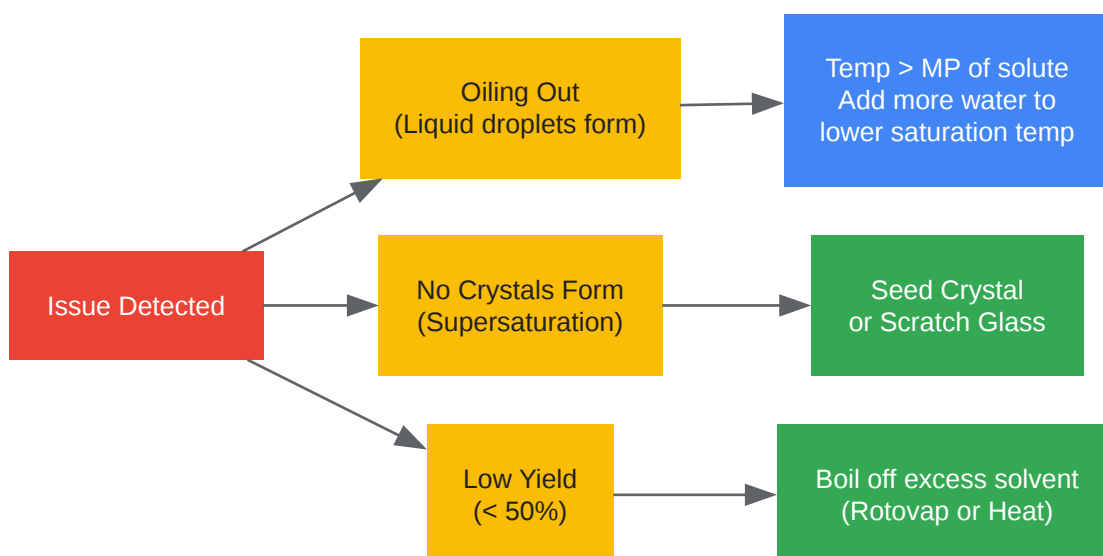 Issue Detected
Oiling Out
(Liquid droplets form)
Temp > MP of solute
Add more water to
lower saturation temp
No Crystals Form
(Supersaturation)
Seed Crystal
or Scratch Glass
Low Yield
(< 50%)
Boil off excess solvent
(Rotovap or Heat)